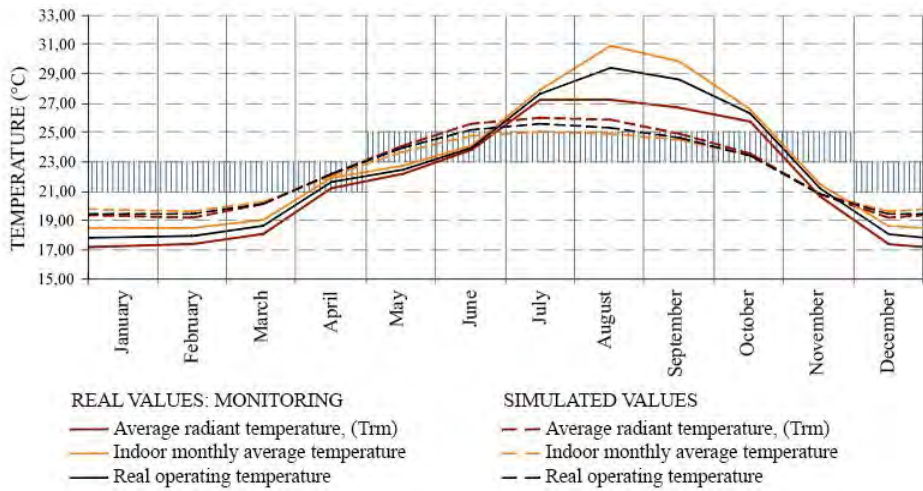 33,00
31,00
29,00
27,00
25,00
23,00
21,00
19,00
17,00
15,00
TEMPERATURE (°C)
January
February
March
April
May
June
July
August
September
October
November
December
REAL VALUES: MONITORING
Average radiant temperature, (Trm)
Indoor monthly average temperature
Real operating temperature
SIMULATED VALUES
Average radiant temperature, (Trm)
Indoor monthly average temperature
Real operating temperature